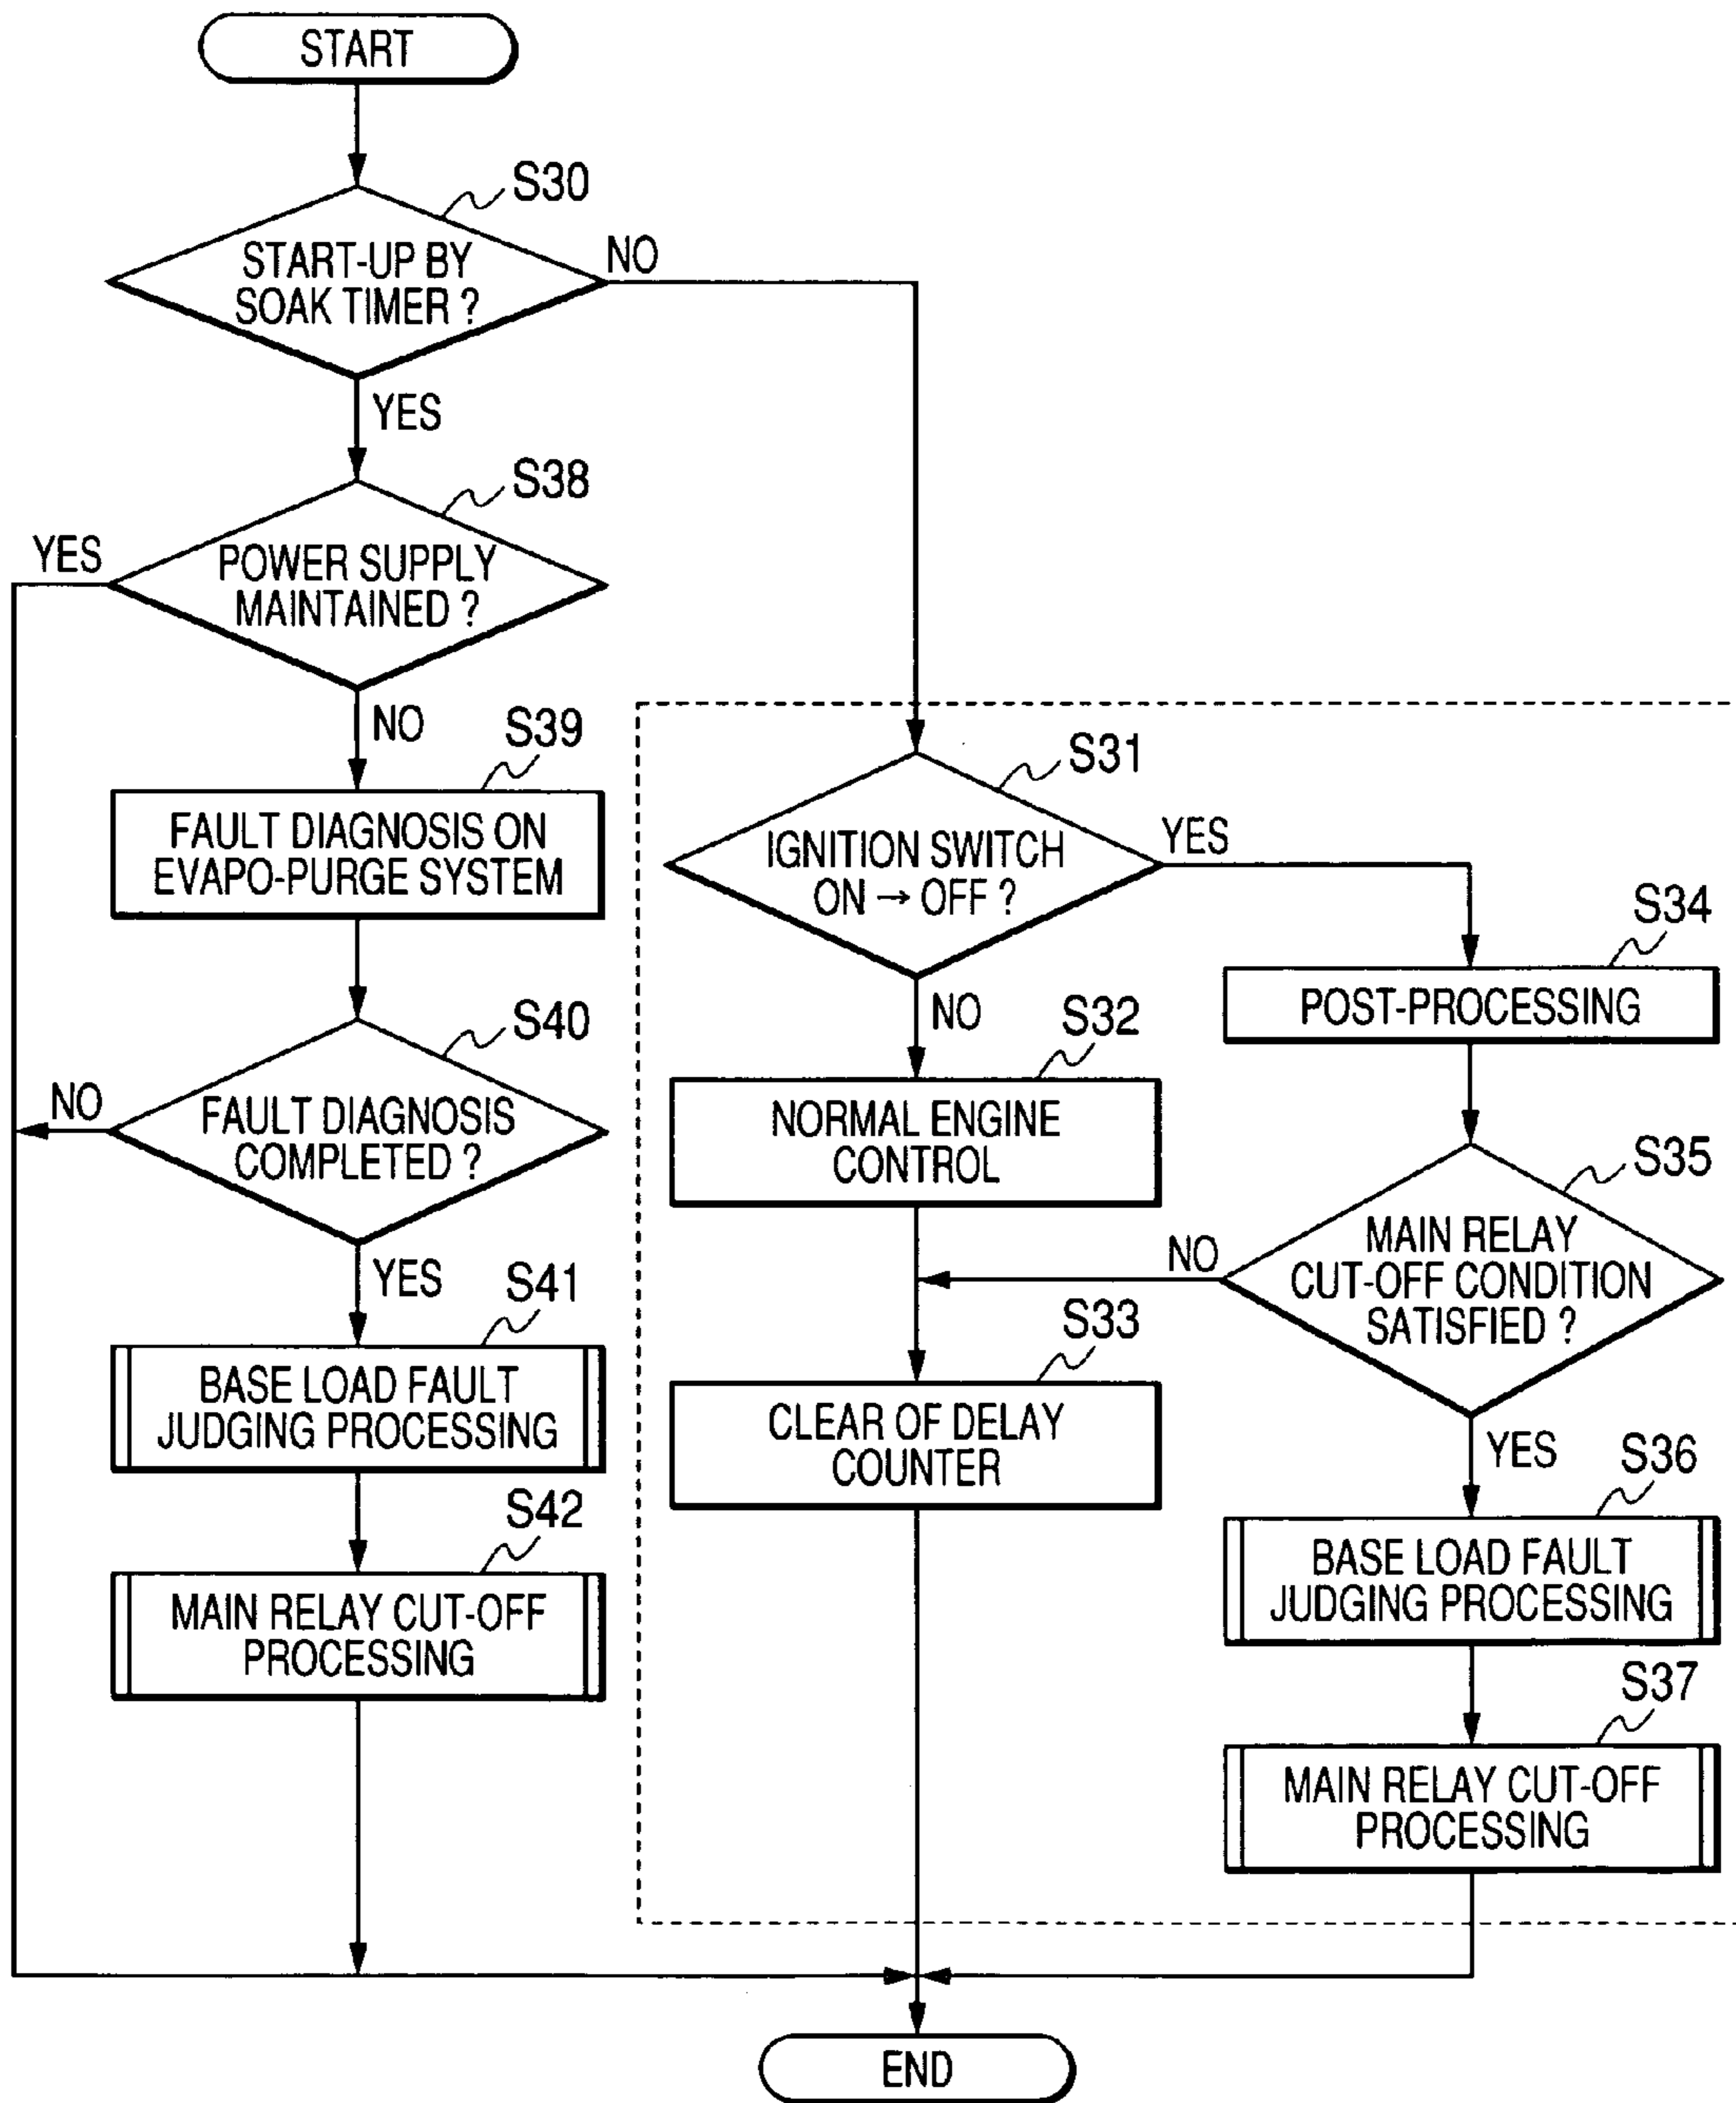 START
S30
START-UP BY
SOAK TIMER ?
NO
YES
S38
POWER SUPPLY
MAINTAINED ?
YES
NO
S39
FAULT DIAGNOSIS ON
EVAPO-PURGE SYSTEM
S40
FAULT DIAGNOSIS
COMPLETED ?
NO
YES
S41
BASE LOAD FAULT
JUDGING PROCESSING
S42
MAIN RELAY CUT-OFF
PROCESSING
S31
IGNITION SWITCH
ON → OFF ?
YES
NO
S32
NORMAL ENGINE
CONTROL
S33
CLEAR OF DELAY
COUNTER
S34
POST-PROCESSING
S35
MAIN RELAY
CUT-OFF CONDITION
SATISFIED ?
NO
YES
S36
BASE LOAD FAULT
JUDGING PROCESSING
S37
MAIN RELAY CUT-OFF
PROCESSING
END